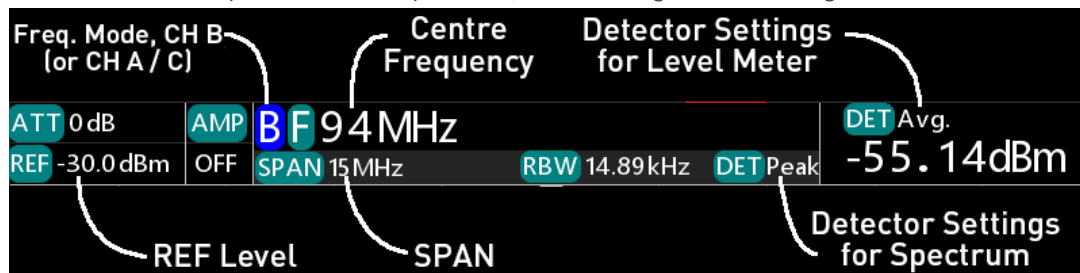 Freq. Mode, CH B
(or CH A / C)
Centre
Frequency
Detector Settings
for Level Meter
ATT 0 dB
AMP
B F 94 MHz
DET Avg.
REF -30.0 dBm
OFF
SPAN 15 MHz
RBW 14.89 kHz
DET Peak
-55.14dBm
REF Level
SPAN
Detector Settings
for Spectrum